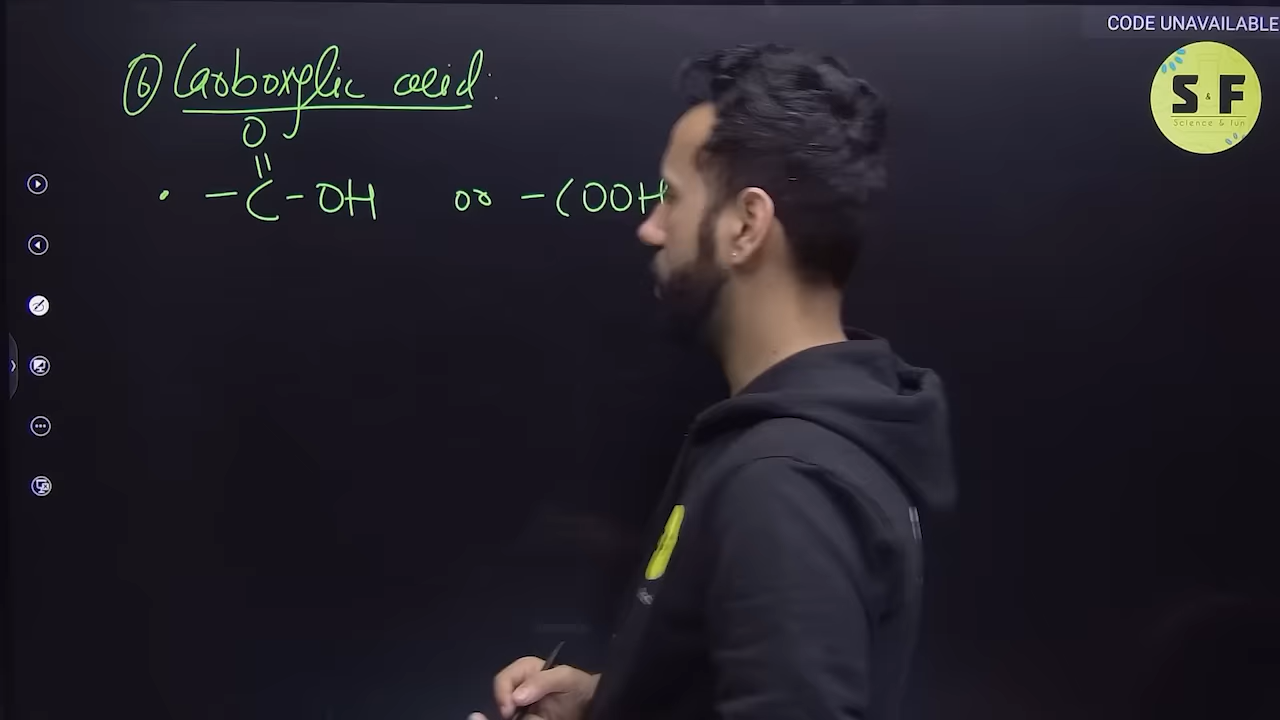 CODE UNAVAILABLE
S & F
Science & fun
⑥ Carboxylic acid:
O
||
• -C-OH or -COOH